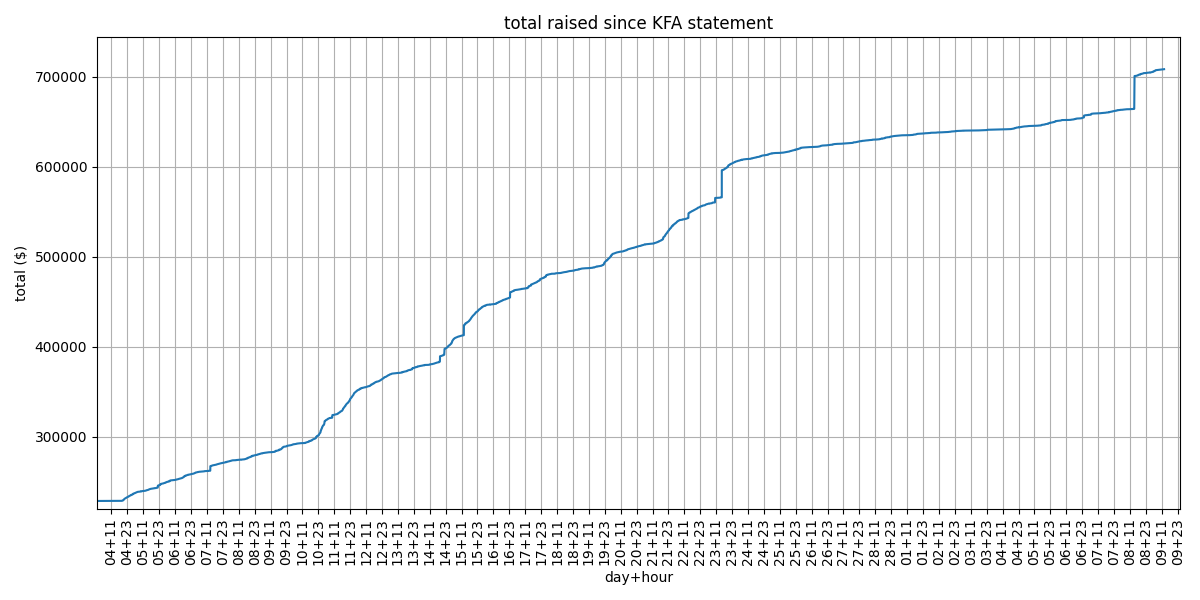 total raised since KFA statement
total ($)
700000
600000
500000
400000
300000
04+11 04+23 05+11 05+23 06+11 06+23 07+11 07+23 08+11 08+23 09+11 09+23 10+11 10+23 11+11 11+23 12+11 12+23 13+11 13+23 14+11 14+23 15+11 15+23 16+11 16+23 17+11 17+23 18+11 18+23 19+11 19+23 20+11 20+23 21+11 21+23 22+11 22+23 23+11 23+23 24+11 24+23 25+11 25+23 26+11 26+23 27+11 27+23 28+11 28+23 01+11 01+23 02+11 02+23 03+11 03+23 04+11 04+23 05+11 05+23 06+11 06+23 07+11 07+23 08+11 08+23 09+11 09+23
day+hour